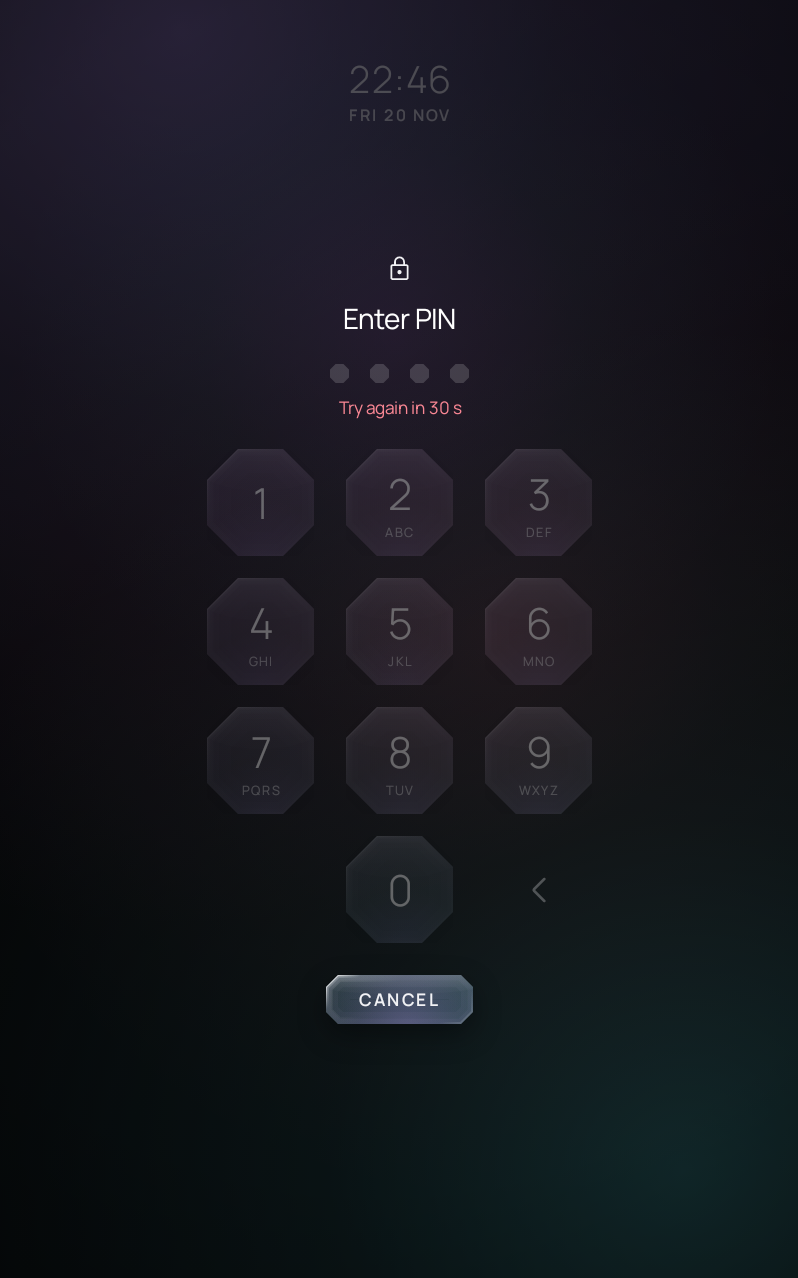 22:46
FRI 20 NOV
Enter PIN
Try again in 30 s
1
2
ABC
3
DEF
4
GHI
5
JKL
6
MNO
7
PQRS
8
TUV
9
WXYZ
0
CANCEL